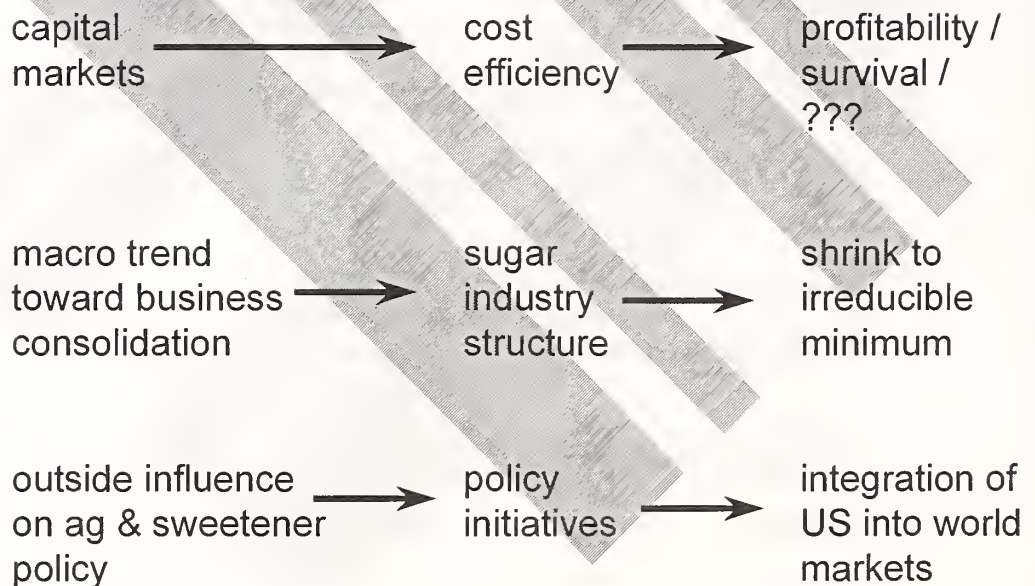 capital
markets
cost
efficiency
profitability /
survival /
???
macro trend
toward business
consolidation
sugar
industry
structure
shrink to
irreducible
minimum
outside influence
on ag & sweetener
policy
policy
initiatives
integration of
US into world
markets